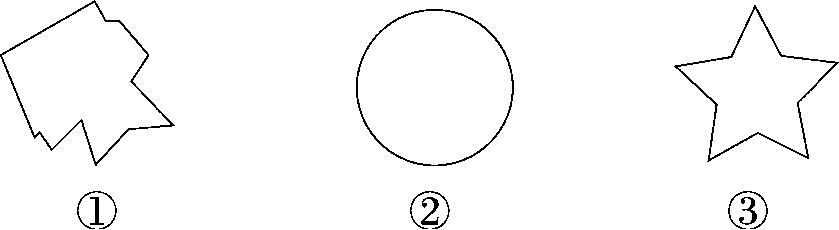 ① ② ③